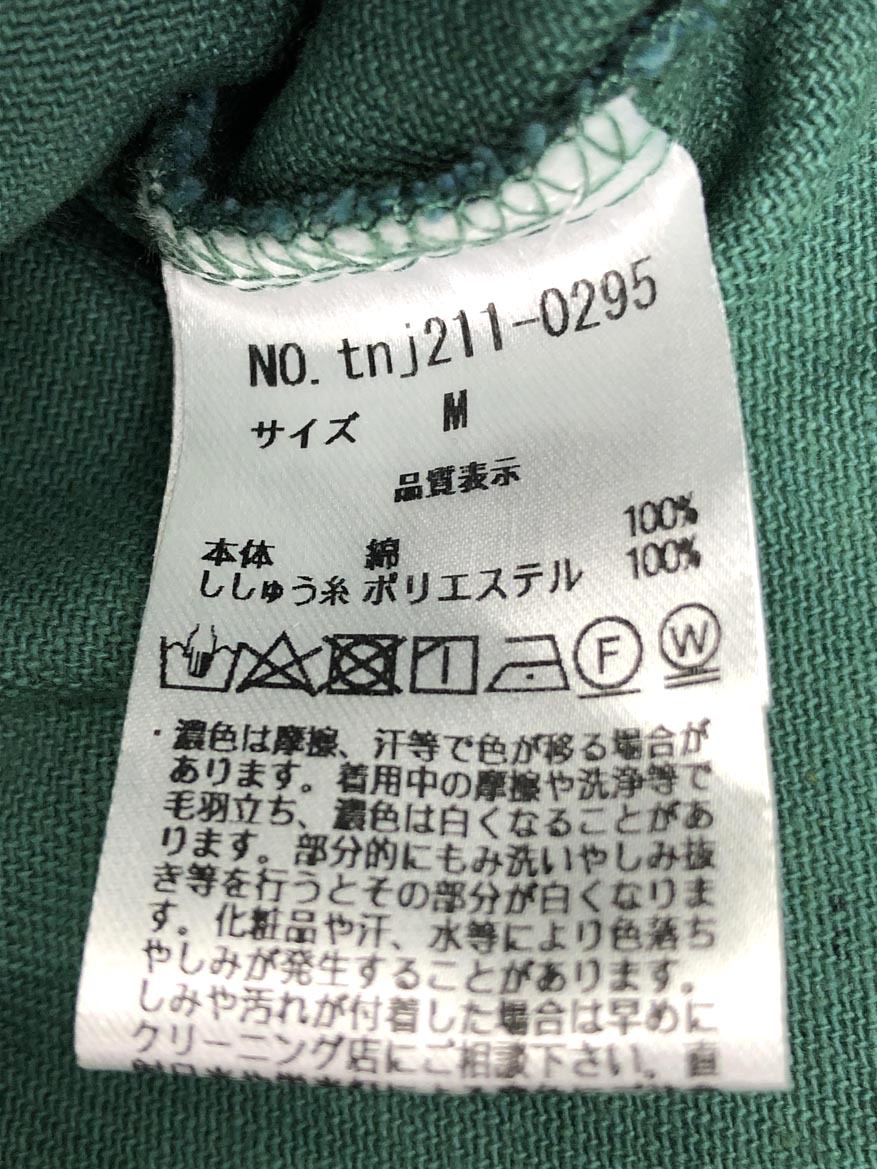 NO. tnj211-0295
サイズ M
品質表示
本体 綿 100%
ししゅう糸 ポリエステル 100%
F W
・濃色は摩擦、汗等で色が移る場合が
あります。着用中の摩擦や洗浄等で
毛羽立ち、濃色は白くなることがあ
ります。部分的にもみ洗いやしみ抜
き等を行うとその部分が白くなりま
す。化粧品や汗、水等により色落ち
やしみが発生することがあります。
しみや汚れが付着した場合は早めに
クリーニング店にご相談下さい。直